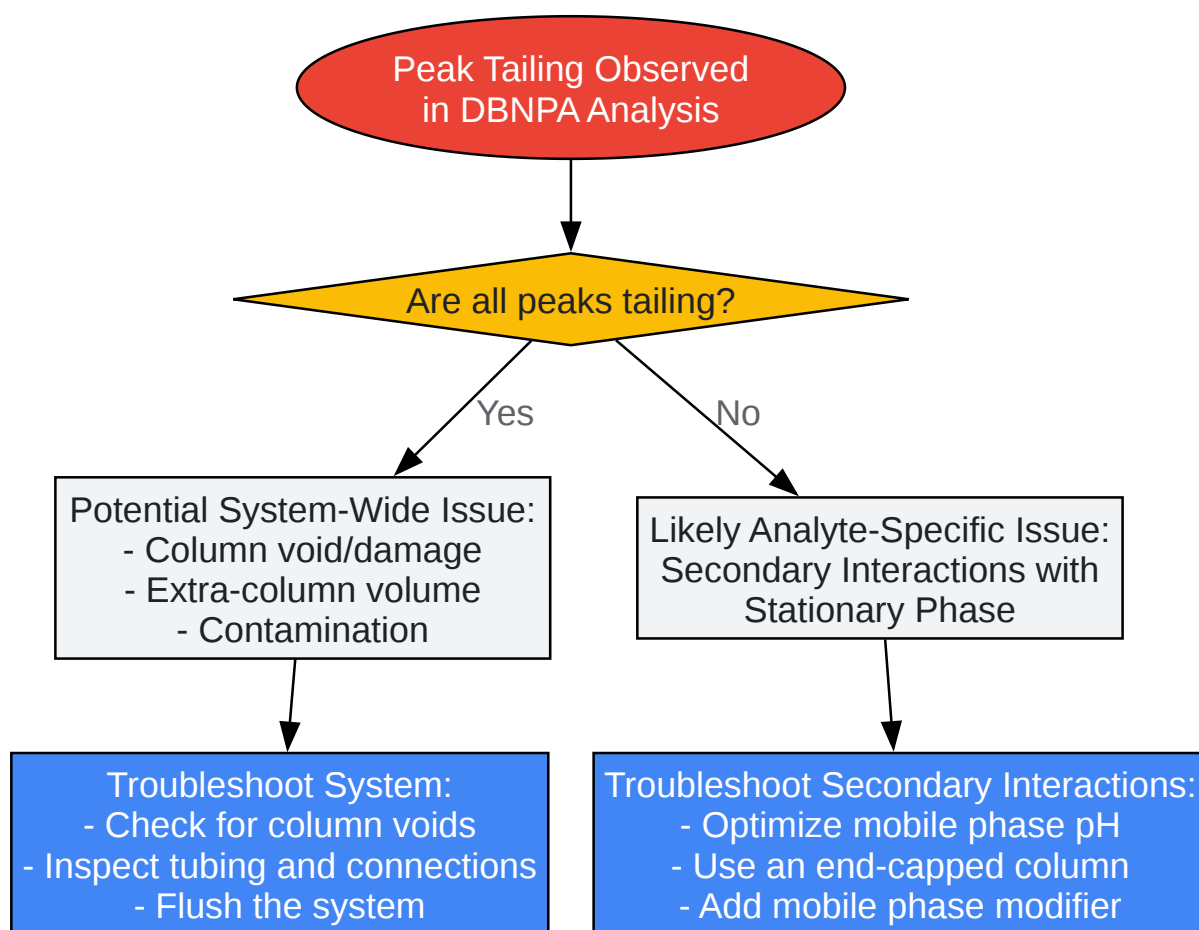 Peak Tailing Observed
in DBNPA Analysis
Are all peaks tailing?
Yes
No
Potential System-Wide Issue:
- Column void/damage
- Extra-column volume
- Contamination
Likely Analyte-Specific Issue:
Secondary Interactions with
Stationary Phase
Troubleshoot System:
- Check for column voids
- Inspect tubing and connections
- Flush the system
Troubleshoot Secondary Interactions:
- Optimize mobile phase pH
- Use an end-capped column
- Add mobile phase modifier